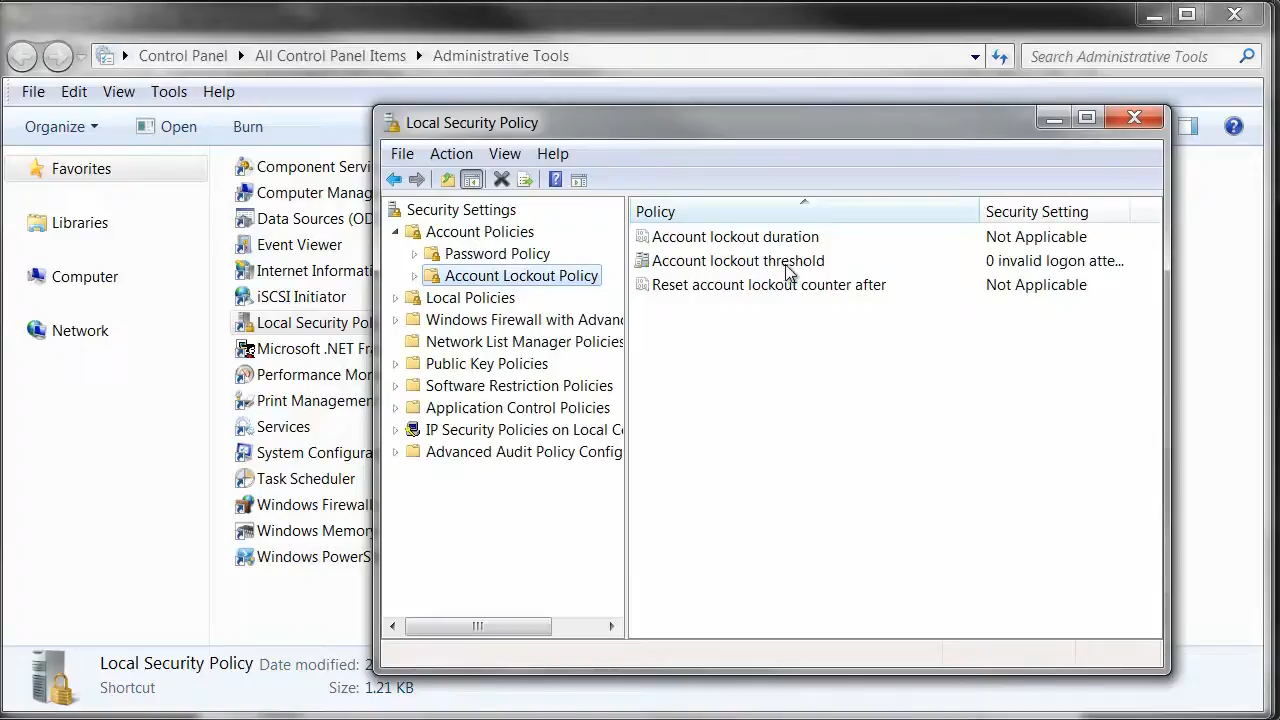 Control Panel
All Control Panel Items
Administrative Tools
Search Administrative Tools
File Edit View Tools Help
Organize Open Burn
Favorites
Libraries
Computer
Network
Component Servi
Computer Manag
Data Sources (OD
Event Viewer
Internet Informat
iSCSI Initiator
Local Security Pol
Microsoft .NET Fra
Performance Mor
Print Managemen
Services
System Configura
Task Scheduler
Windows Firewall
Windows Memory
Windows PowerS
Local Security Policy
File Action View Help
Security Settings
Account Policies
Password Policy
Account Lockout Policy
Local Policies
Windows Firewall with Advanc
Network List Manager Policies
Public Key Policies
Software Restriction Policies
Application Control Policies
IP Security Policies on Local C
Advanced Audit Policy Config
Policy Security Setting
Account lockout duration Not Applicable
Account lockout threshold 0 invalid logon atte...
Reset account lockout counter after Not Applicable
Local Security Policy Date modified: 2
Shortcut Size: 1.21 KB